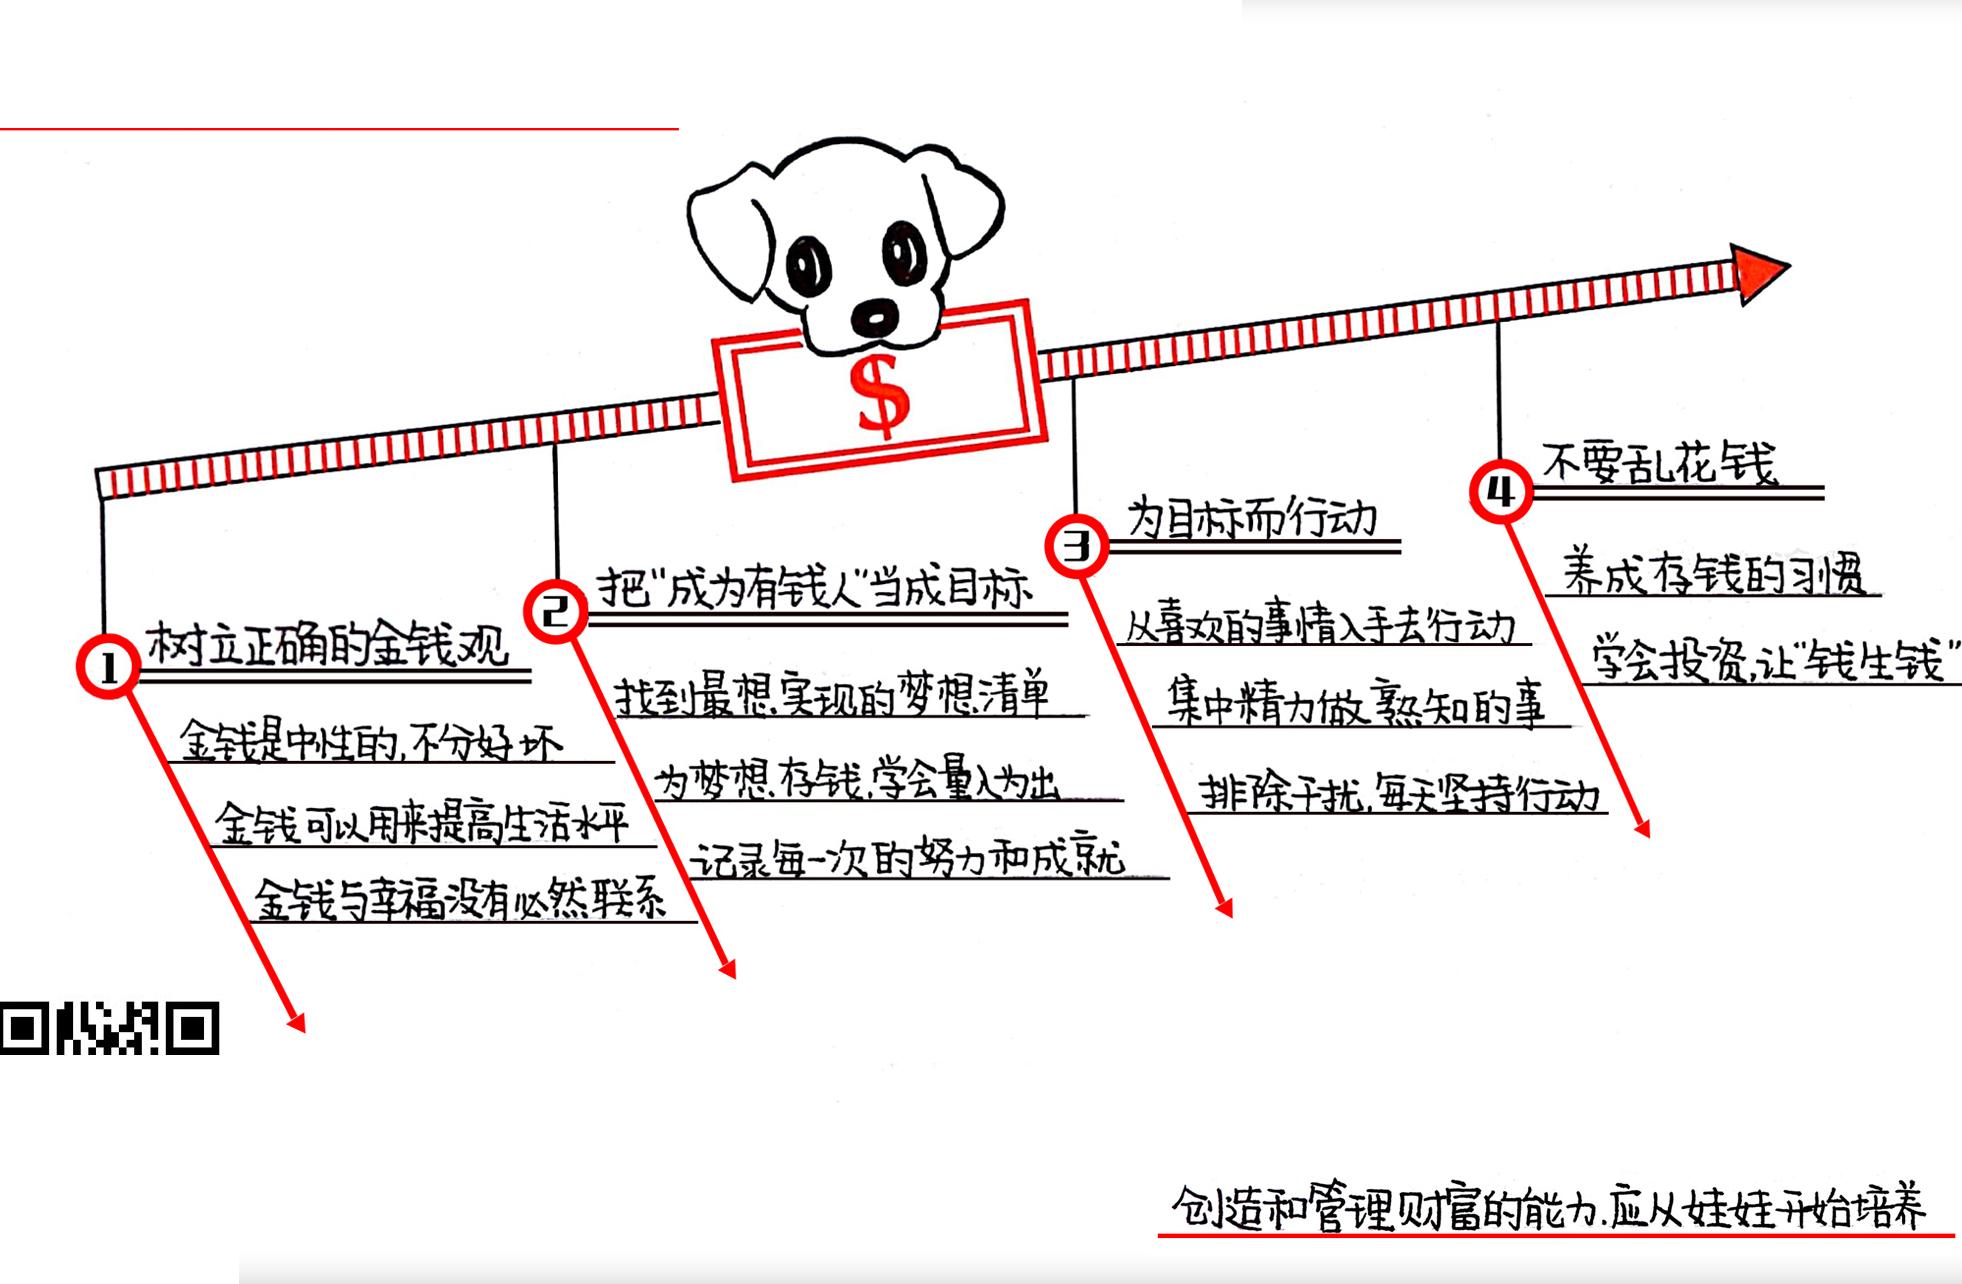 $
1 树立正确的金钱观
金钱是中性的,不分好坏
金钱可以用来提高生活水平
金钱与幸福没有必然联系
2 把“成为有钱人”当成目标
找到最想实现的梦想清单
为梦想存钱,学会量入为出
记录每一次的努力和成就
3 为目标而行动
从喜欢的事情入手去行动
集中精力做熟知的事
排除干扰,每天坚持行动
4 不要乱花钱
养成存钱的习惯
学会投资,让“钱生钱”
创造和管理财富的能力.应从娃娃开始培养